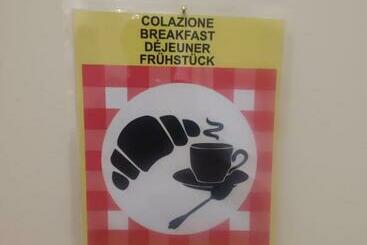 COLAZIONE
BREAKFAST
DÉJEUNER
FRÜHSTÜCK